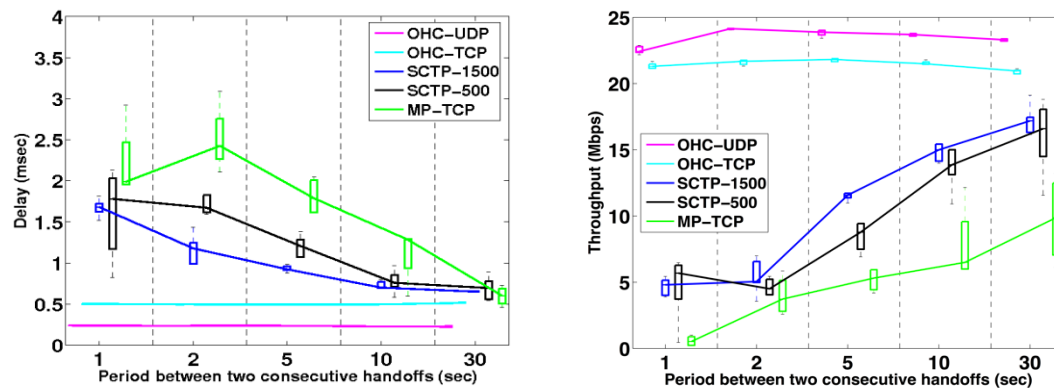 4
3.5
3
2.5
2
1.5
1
0.5
0
Delay (msec)
OHC-UDP
OHC-TCP
SCTP-1500
SCTP-500
MP-TCP
1 2 5 10 30
Period between two consecutive handoffs (sec)
25
20
15
10
5
0
Throughput (Mbps)
OHC-UDP
OHC-TCP
SCTP-1500
SCTP-500
MP-TCP
1 2 5 10 30
Period between two consecutive handoffs (sec)